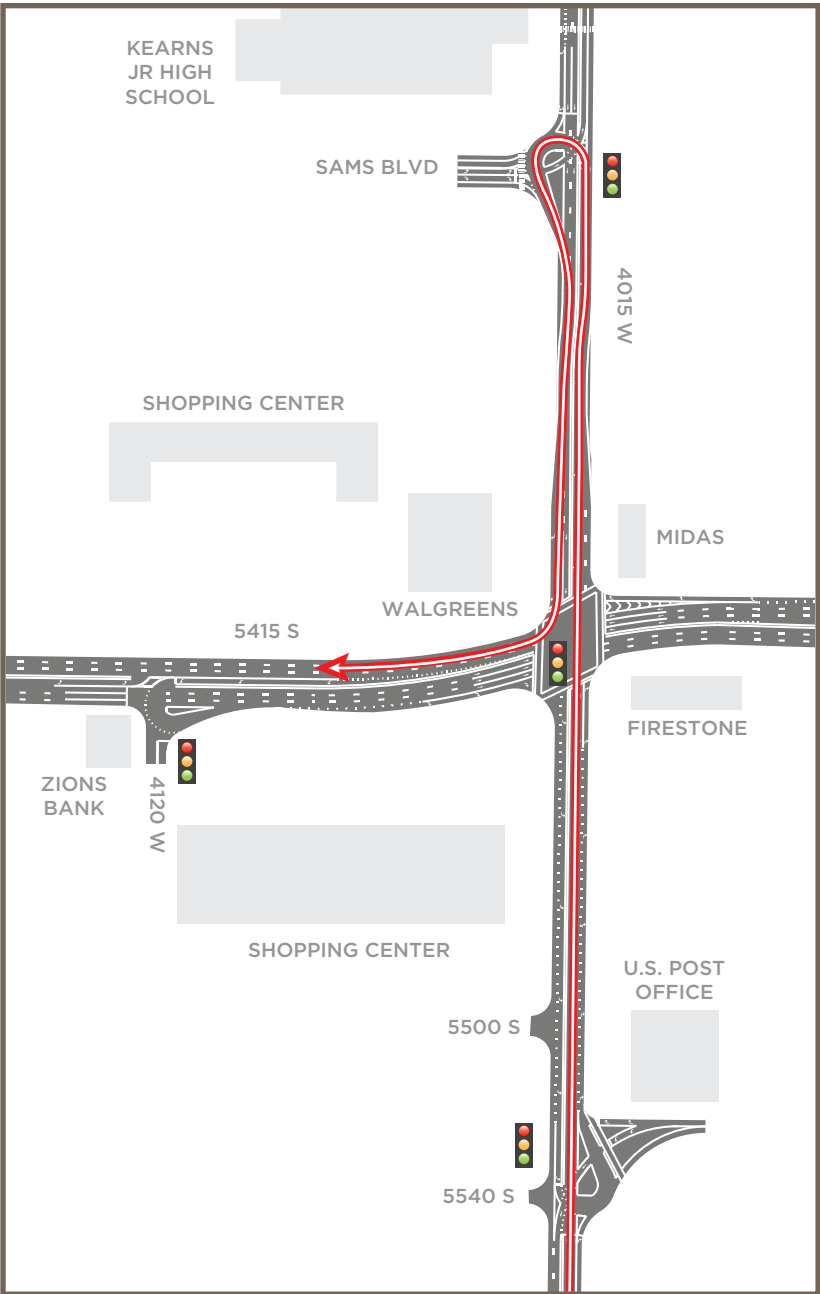 KEARNS
JR HIGH
SCHOOL
SAMS BLVD
4015 W
SHOPPING CENTER
MIDAS
WALGREENS
5415 S
FIRESTONE
ZIONS
BANK
4120 W
SHOPPING CENTER
U.S. POST
OFFICE
5500 S
5540 S